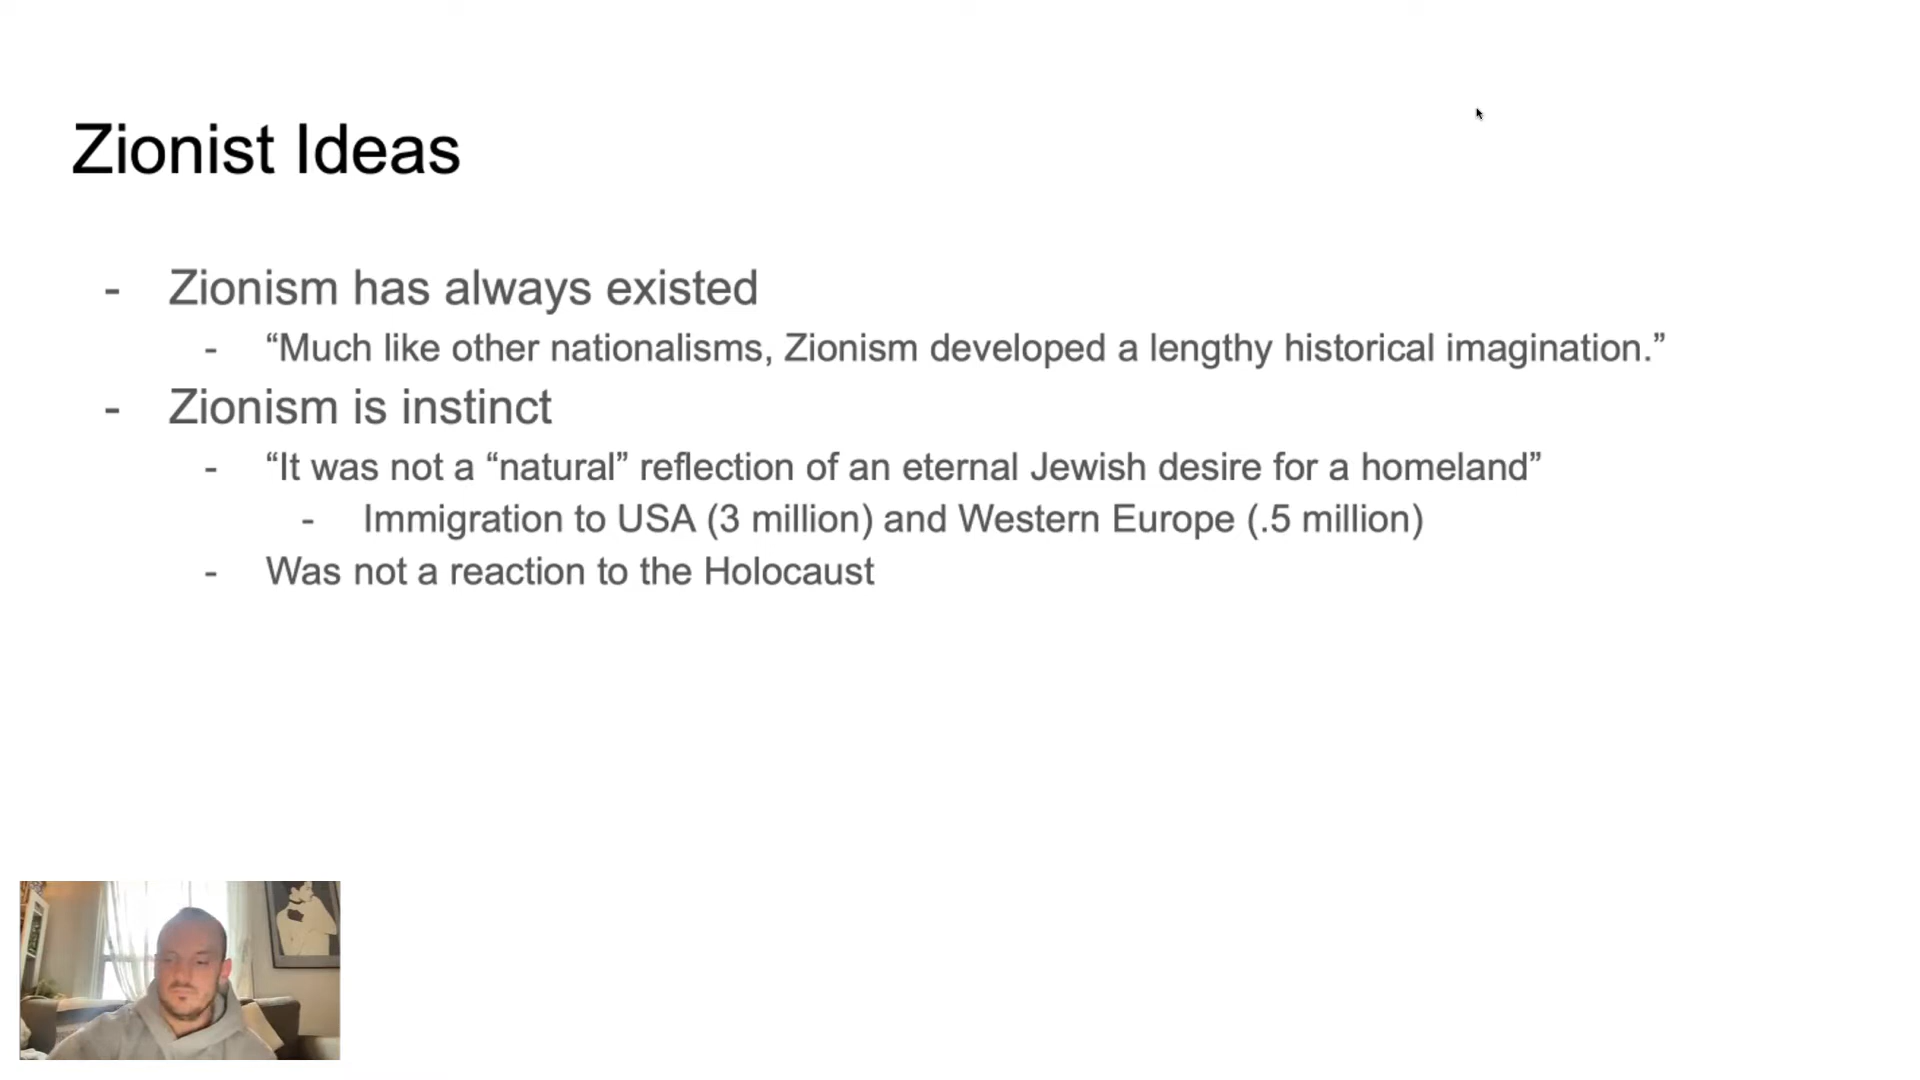 Zionist Ideas
- Zionism has always existed
- “Much like other nationalisms, Zionism developed a lengthy historical imagination.”
- Zionism is instinct
- “It was not a “natural” reflection of an eternal Jewish desire for a homeland”
- Immigration to USA (3 million) and Western Europe (.5 million)
- Was not a reaction to the Holocaust